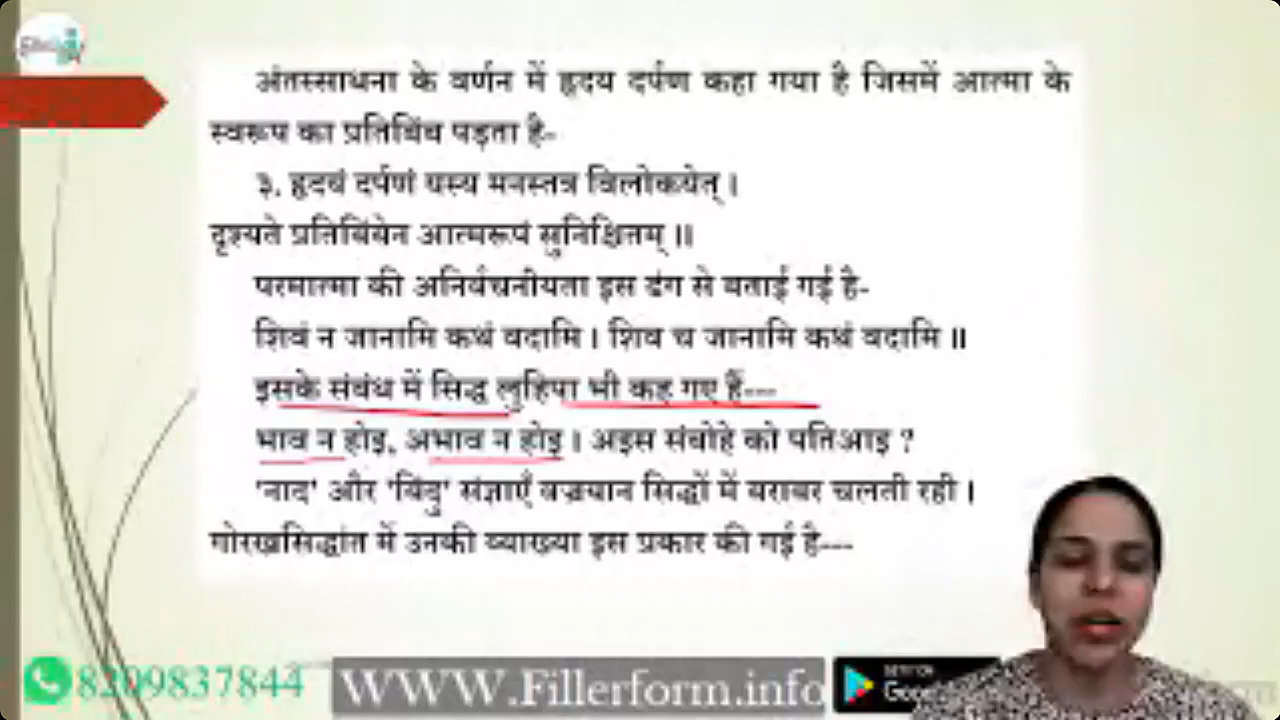 अंतस्साधना के वर्णन में हृदय दर्पण कहा गया है जिसमें आत्मा के
स्वरूप का प्रतिबिंब पड़ता है-
३. हृदयं दर्पणं यस्य मनस्तत्र विलोकयेत् ।
दृश्यते प्रतिबिंबेन आत्मरूपं सुनिश्चितम् ॥
परमात्मा की अनिर्वचनीयता इस ढंग से बताई गई है-
शिवं न जानामि कथं वदामि । शिव च जानामि कथं वदामि ॥
इसके संबंध में सिद्ध लुहिपा भी कह गए हैं---
भाव न होइ, अभाव न होइ । अइस संबोहे को पतिआइ ?
'नाद' और 'बिंदु' संज्ञाएँ वज्रयान सिद्धों में बराबर चलती रही ।
गोरखसिद्धांत में उनकी व्याख्या इस प्रकार की गई है---
8209837844
WWW.Fillerform.info